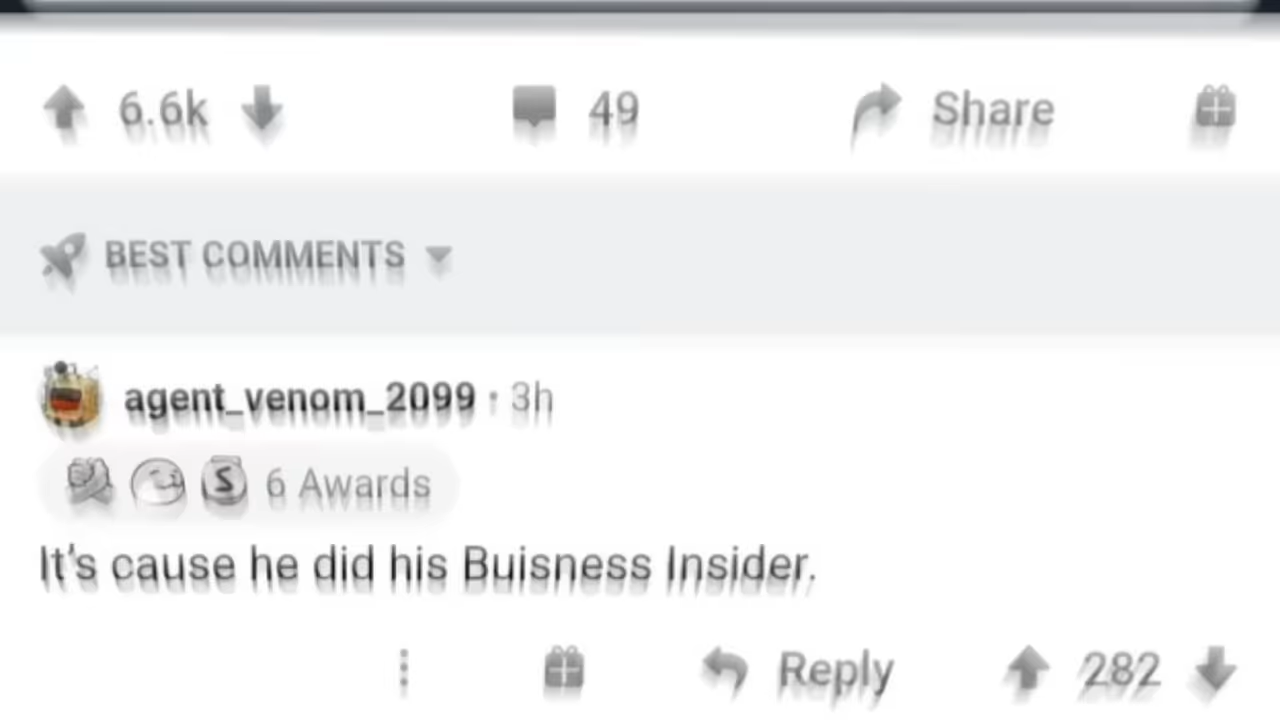 6.6k 49 Share
BEST COMMENTS
agent_venom_2099 · 3h
S 6 Awards
It's cause he did his Buisness Insider.
Reply 282